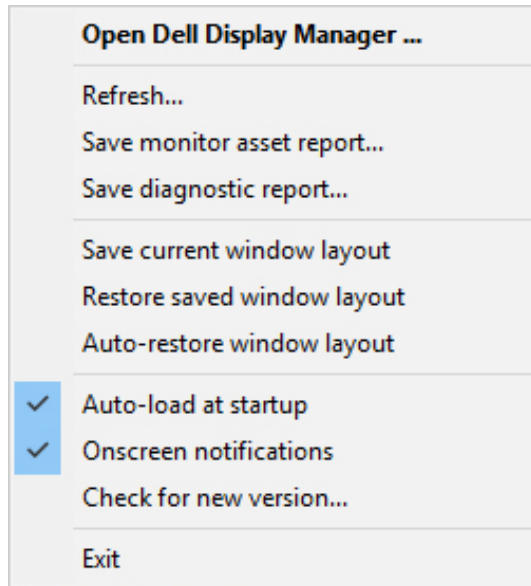 Open Dell Display Manager ...
Refresh...
Save monitor asset report...
Save diagnostic report...
Save current window layout
Restore saved window layout
Auto-restore window layout
Auto-load at startup
Onscreen notifications
Check for new version...
Exit